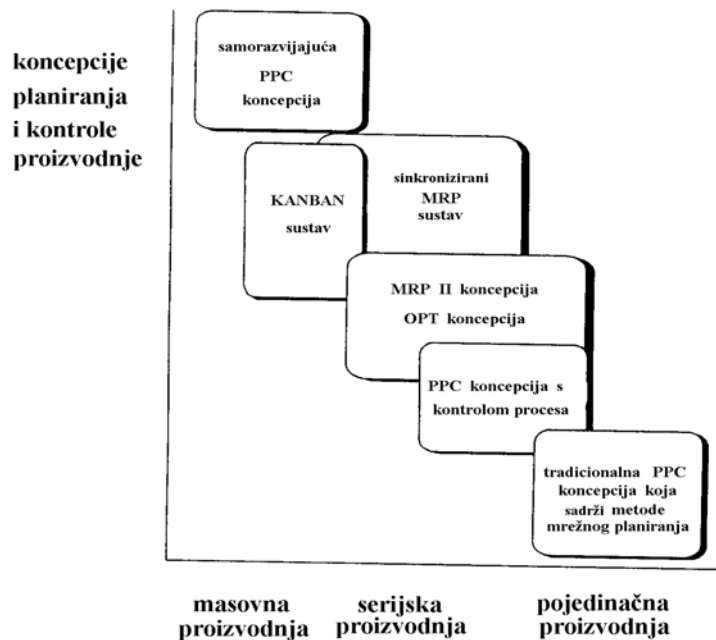 koncepcije
planiranja
i kontrole
proizvodnje
samorazvijajuća
PPC
koncepcija
KANBAN
sustav
sinkronizirani
MRP
sustav
MRP II koncepcija
OPT koncepcija
PPC koncepcija s
kontrolom procesa
tradicionalna PPC
koncepcija koja
sadrži metode
mrežnog planiranja
masovna
proizvodnja
serijska
proizvodnja
pojedinačna
proizvodnja